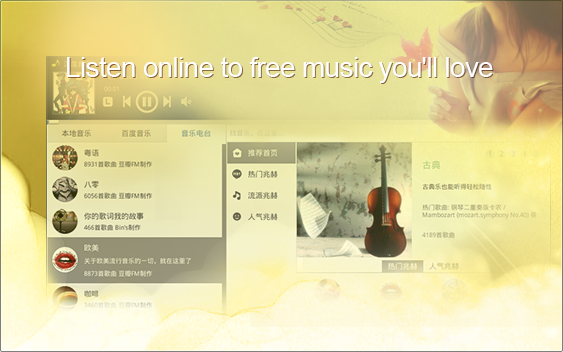 Listen online to free music you'll love
本地音乐
百度音乐
音乐电台
粤语
8931首歌曲 豆瓣FM制作
八零
6056首歌曲 豆瓣FM制作
你的歌词我的故事
466首歌曲 Bin's制作
欧美
关于欧美流行音乐的一切，就在这里了
8873首歌曲 豆瓣FM制作
咖啡
推荐首页
热门兆赫
流派兆赫
人气兆赫
古典
古典乐也能听得轻松随性
热门歌曲: 钢琴二重奏版卡农 /
Mambozart (mozart.symphony No.40)
4189首歌曲
热门兆赫
人气兆赫